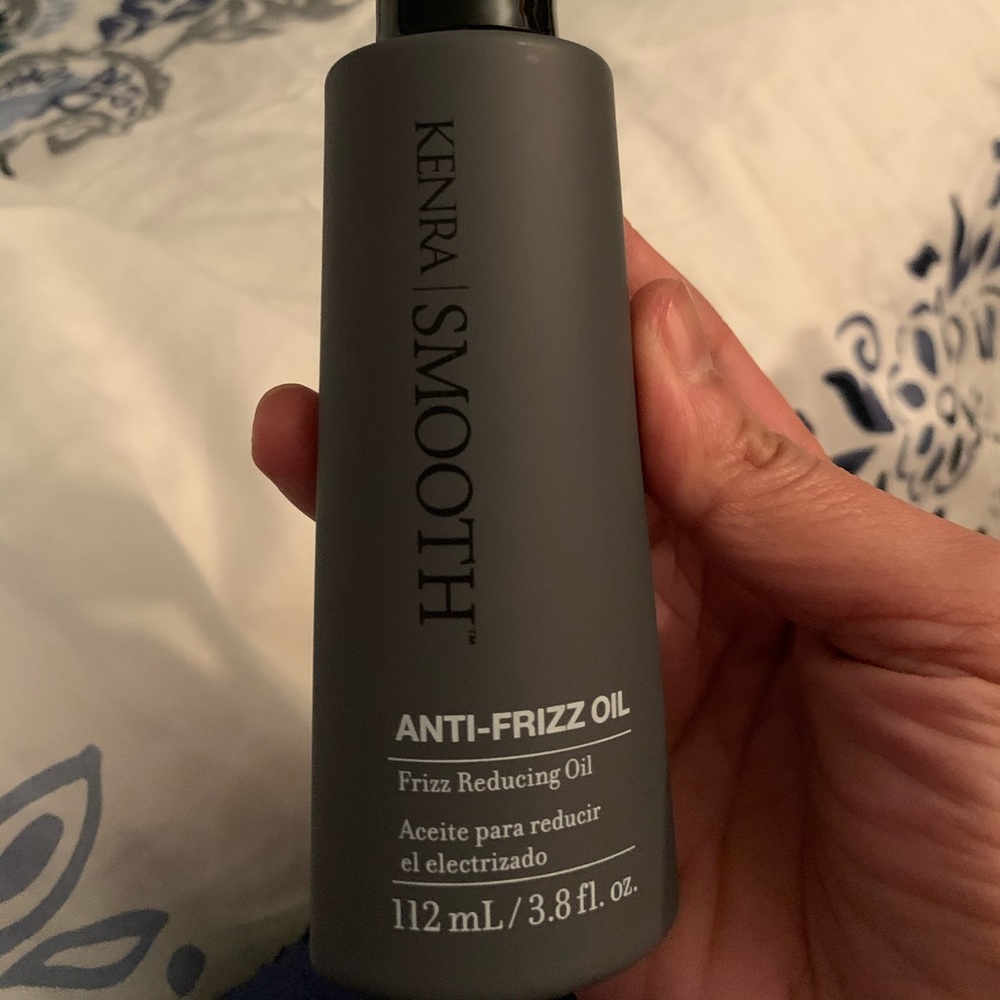 KENRA | SMOOTH™
ANTI-FRIZZ OIL
Frizz Reducing Oil
Aceite para reducir
el electrizado
112 mL / 3.8 fl. oz.